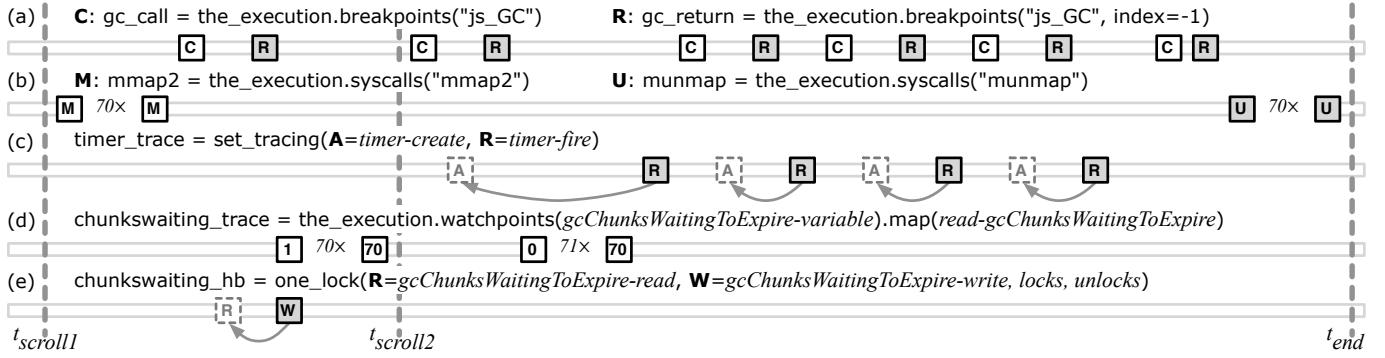 (a) C: gc_call = the_execution.breakpoints("js_GC") R: gc_return = the_execution.breakpoints("js_GC", index=-1)
C R C R C R C R C R C R
(b) M: mmap2 = the_execution.syscalls("mmap2") U: munmap = the_execution.syscalls("munmap")
M 70× M U 70× U
(c) timer_trace = set_tracing(A=timer-create, R=timer-fire)
A R A R A R A R
(d) chunkswaiting_trace = the_execution.watchpoints(gcChunksWaitingToExpire-variable).map(read-gcChunksWaitingToExpire)
1 70× 70 0 71× 70
(e) chunkswaiting_hb = one_lock(R=gcChunksWaitingToExpire-read, W=gcChunksWaitingToExpire-write, locks, unlocks)
R W
tscroll1 tscroll2 tend